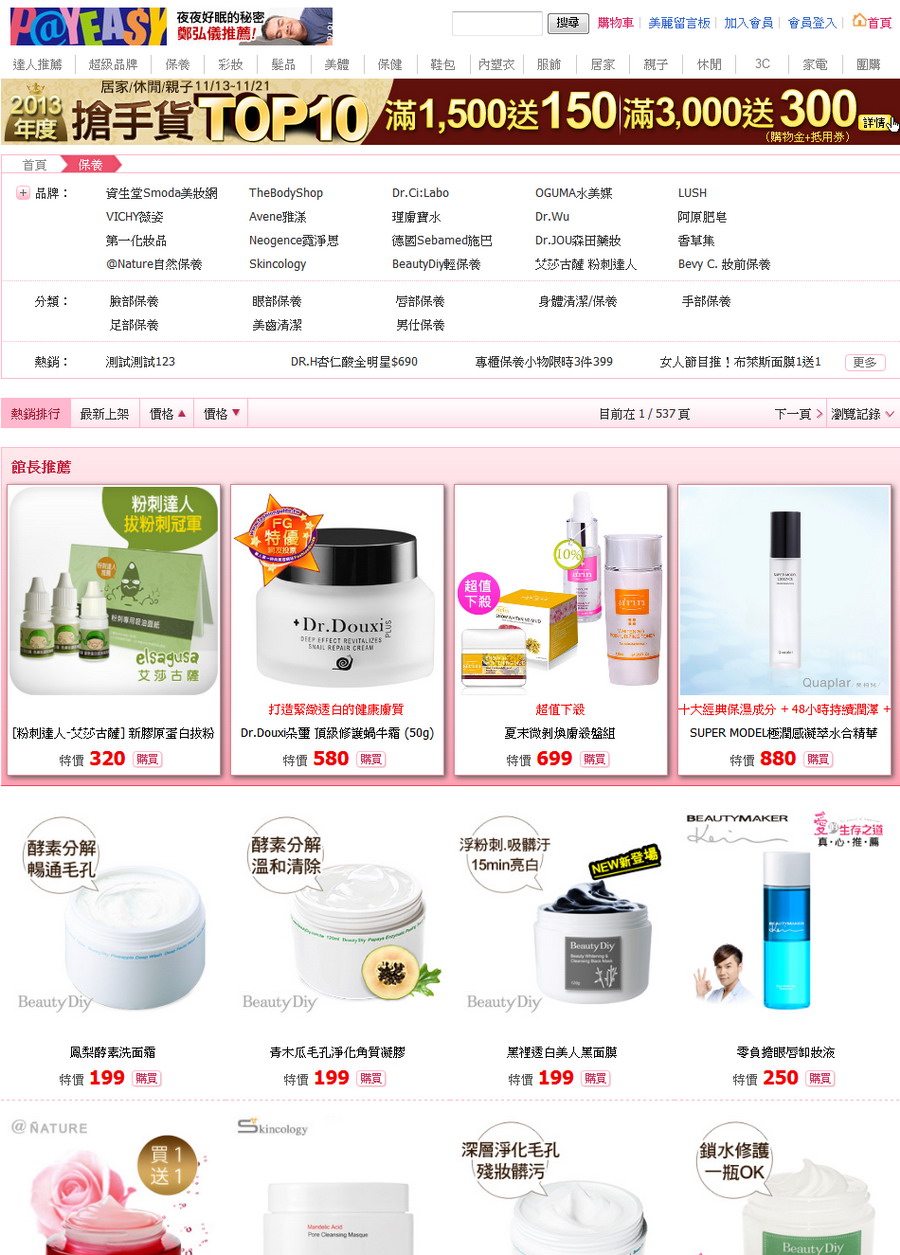 P@YEASY
夜夜好眠的秘密
鄭弘儀推薦!
搜尋 購物車 美麗留言板 加入會員 會員登入 首頁
達人推薦 超級品牌 保養 彩妝 髮品 美體 保健 鞋包 內塑衣 服飾 居家 親子 休閒 3C 家電 團購
居家/休閒/親子11/13-11/21
2013年度 搶手貨TOP10 滿1,500送150 滿3,000送300 詳情
(購物金+抵用券)
首頁 保養
品牌： 資生堂Smoda美妝網 TheBodyShop Dr.Ci:Labo OGUMA水美媒 LUSH
VICHY薇姿 Avene雅漾 理膚寶水 Dr.Wu 阿原肥皂
第一化妝品 Neogence霓淨思 德國Sebamed施巴 Dr.JOU森田藥妝 香草集
@Nature自然保養 Skincology BeautyDiy輕保養 艾莎古薩 粉刺達人 Bevy C. 妝前保養
分類： 臉部保養 眼部保養 唇部保養 身體清潔/保養 手部保養
足部保養 美齒清潔 男仕保養
熱銷： 測試測試123 DR.H杏仁酸全明星$690 專櫃保養小物限時3件399 女人節目推！布萊斯面膜1送1 更多
熱銷排行 最新上架 價格▲ 價格▼ 目前在 1 / 537 頁 下一頁 瀏覽記錄
館長推薦
粉刺達人
拔粉刺冠軍
elsagusa
艾莎古薩
FG
特優
Dr.Douxi PLUS
DEEP EFFECT REVITALIZES
SNAIL REPAIR CREAM
超值
下殺
10%
arin
Quaplar
打造緊緻透白的健康膚質 超值下殺 十大經典保濕成分 + 48小時持續潤澤 +
[粉刺達人-艾莎古薩] 新膠原蛋白拔粉 Dr.Douxi朵璽 頂級修護蝸牛霜 (50g) 夏末微剝煥膚殺盤組 SUPER MODEL極潤感凝萃水合精華
特價 320 購買 特價 580 購買 特價 699 購買 特價 880 購買
酵素分解
暢通毛孔
BeautyDiy
酵素分解
溫和清除
BeautyDiy
浮粉刺.吸髒汙
15min亮白
NEW新登場
BeautyDiy
Beauty Whitening &
Cleansing Black Mask
BeautyDiy
BEAUTYMAKER
Kevin
愛的生存之道
真‧心‧推‧薦
鳳梨酵素洗面霜 青木瓜毛孔淨化角質凝膠 黑裡透白美人黑面膜 零負擔眼唇卸妝液
特價 199 購買 特價 199 購買 特價 199 購買 特價 250 購買
@NATURE
買1
送1
Skincology
Mandelic Acid
Pore Cleansing Masque
深層淨化毛孔
殘妝髒污
鎖水修護
一瓶OK
BeautyDiy